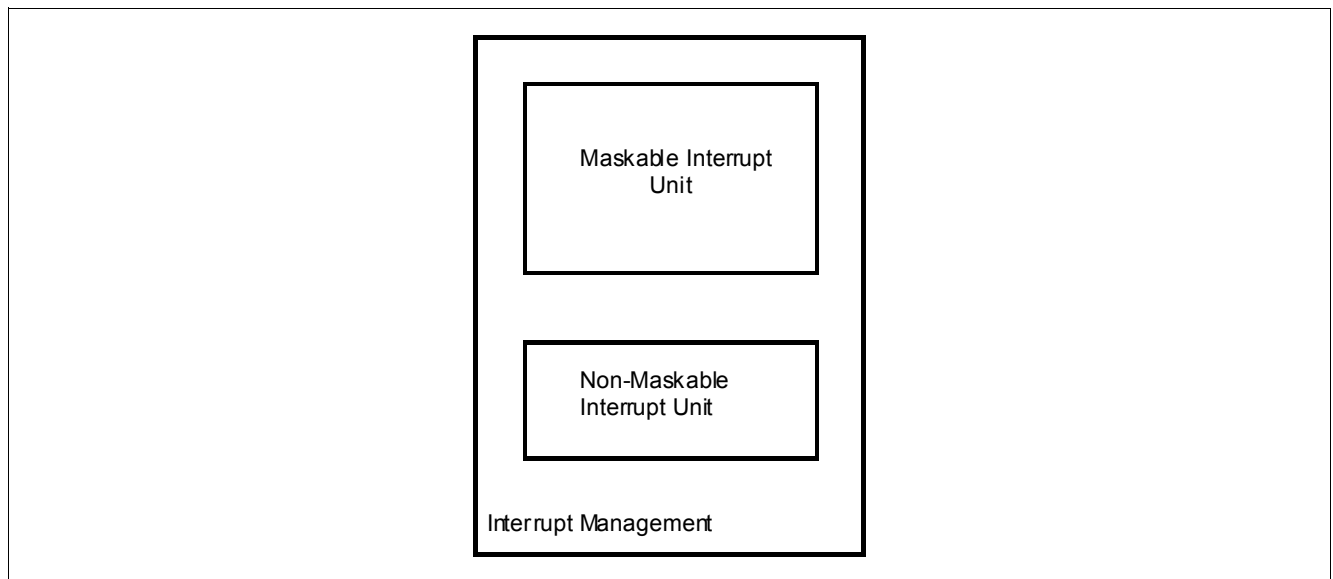 Maskable Interrupt
Unit
Non-Maskable
Interrupt Unit
Interrupt Management